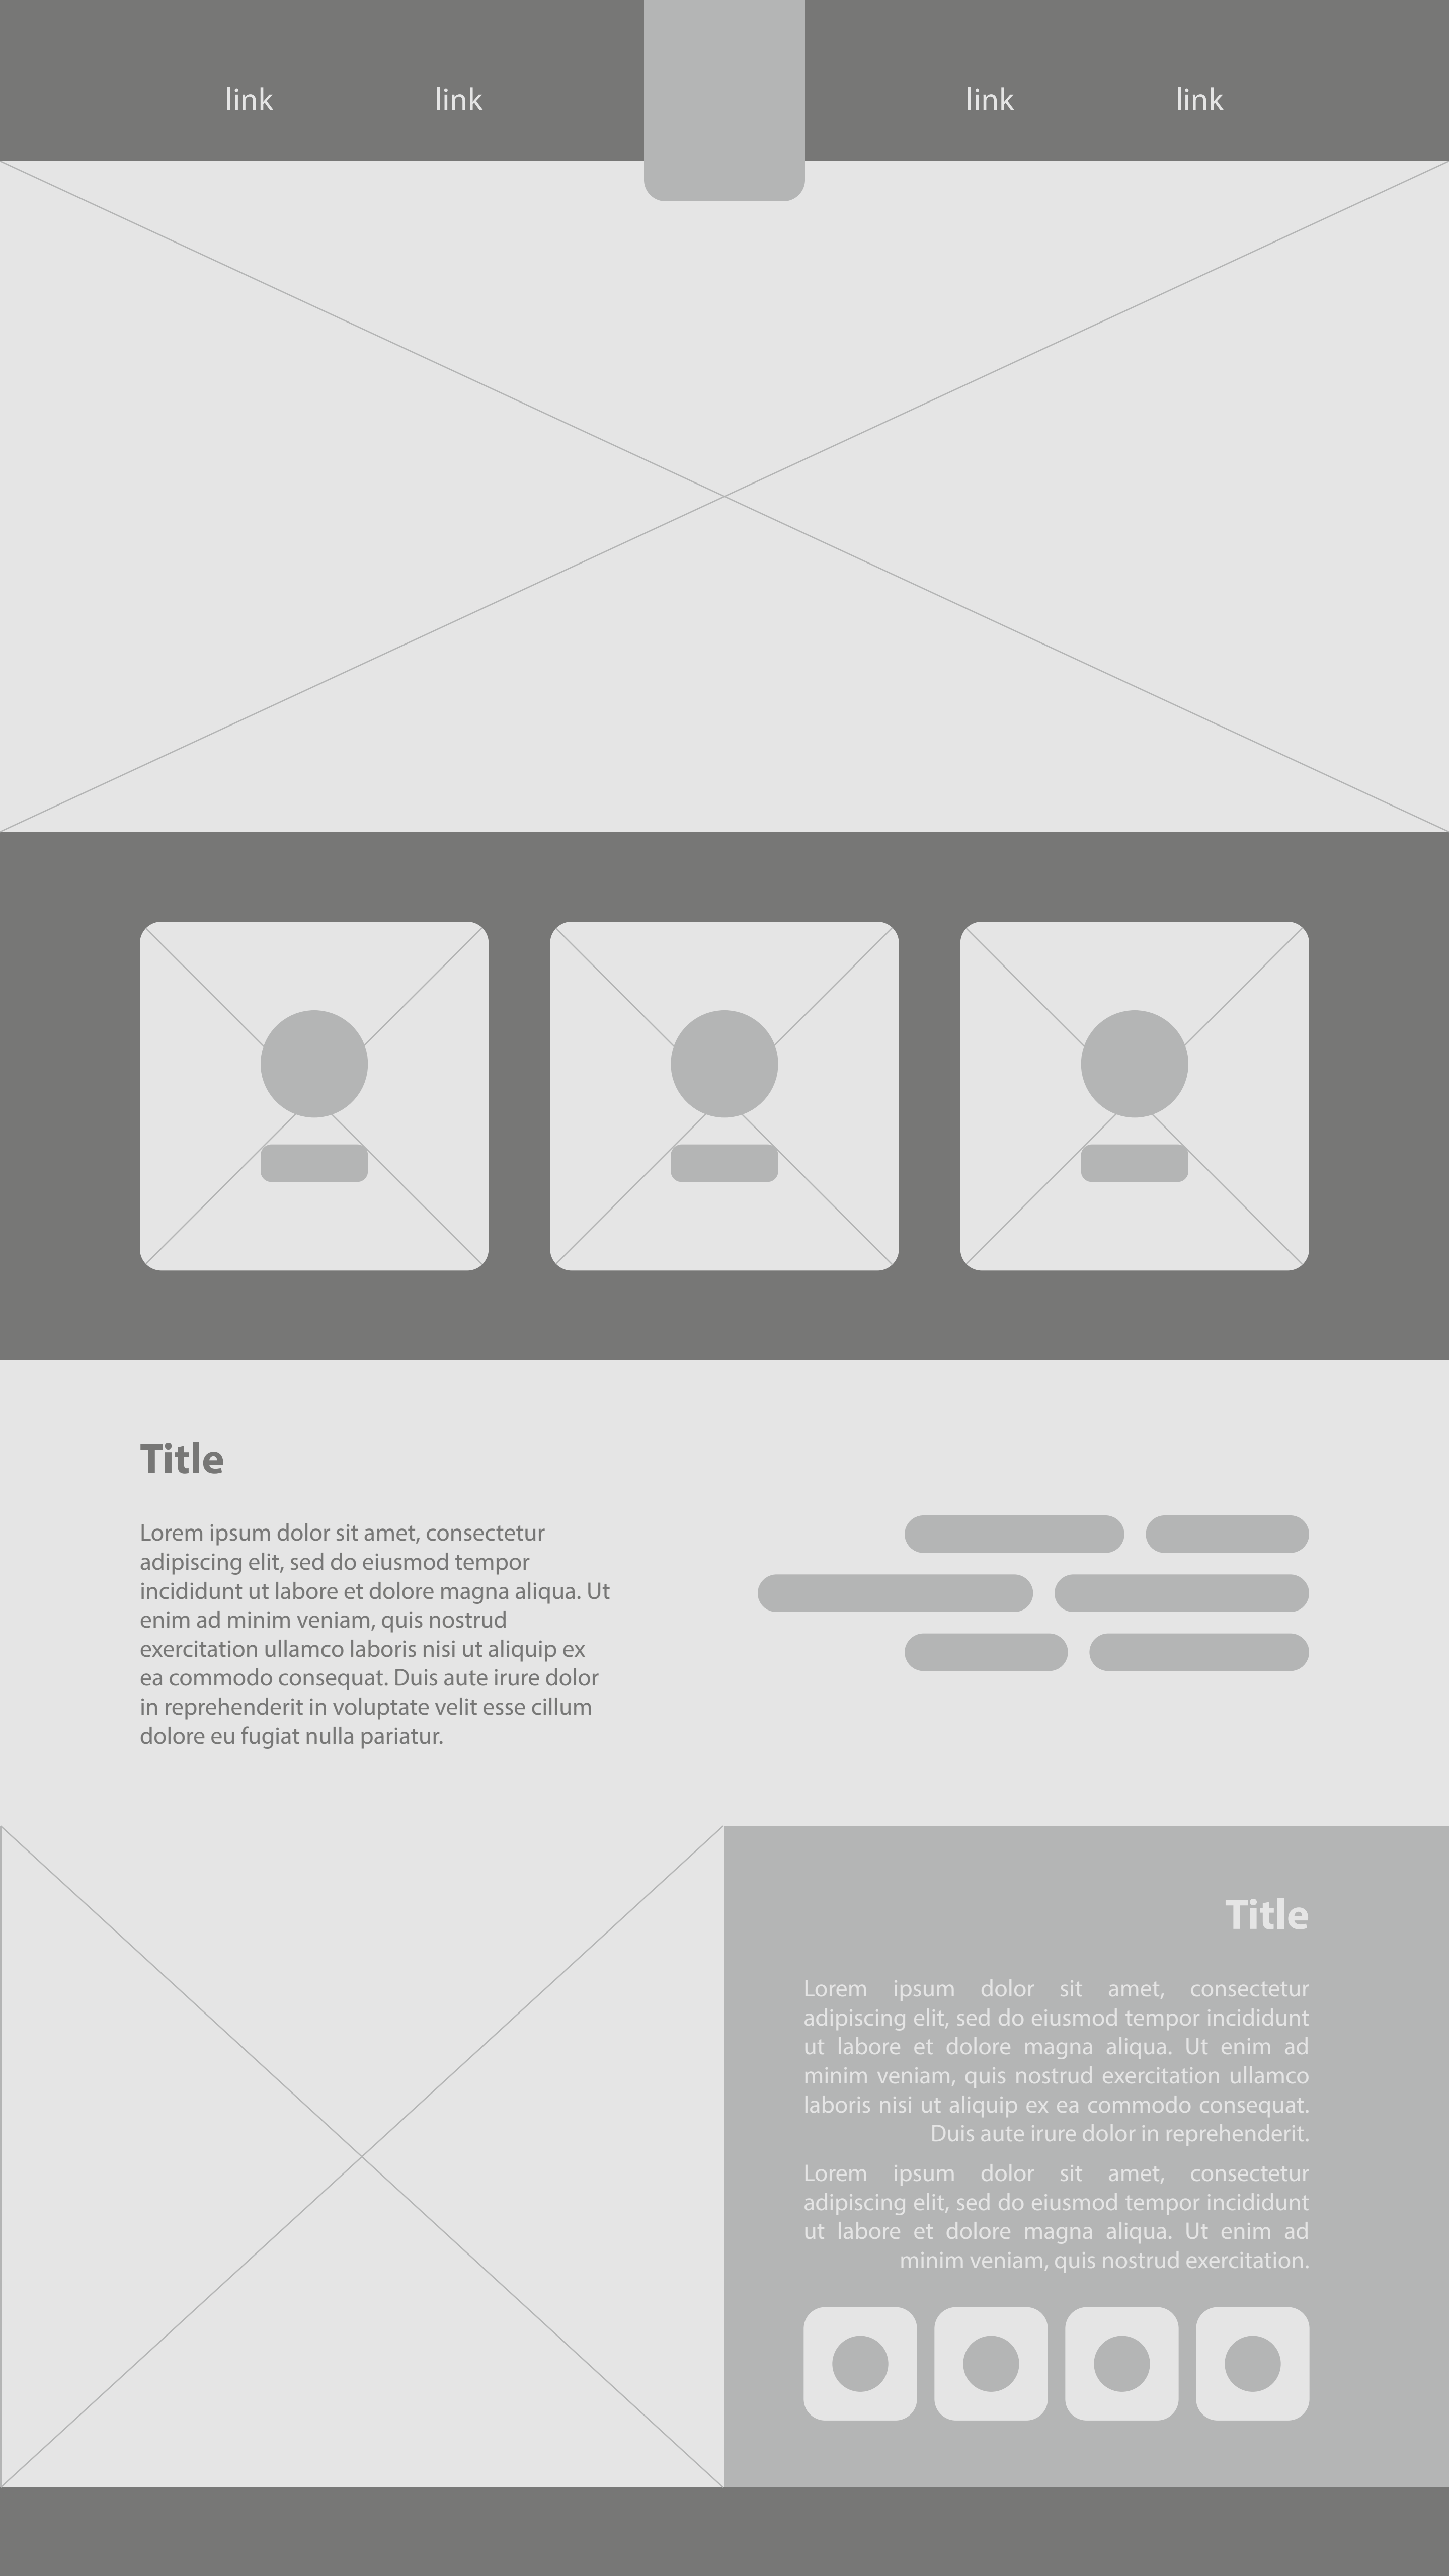 link link link link
Title
Lorem ipsum dolor sit amet, consectetur
adipiscing elit, sed do eiusmod tempor
incididunt ut labore et dolore magna aliqua. Ut
enim ad minim veniam, quis nostrud
exercitation ullamco laboris nisi ut aliquip ex
ea commodo consequat. Duis aute irure dolor
in reprehenderit in voluptate velit esse cillum
dolore eu fugiat nulla pariatur.
Title
Lorem ipsum dolor sit amet, consectetur
adipiscing elit, sed do eiusmod tempor incididunt
ut labore et dolore magna aliqua. Ut enim ad
minim veniam, quis nostrud exercitation ullamco
laboris nisi ut aliquip ex ea commodo consequat.
Duis aute irure dolor in reprehenderit.
Lorem ipsum dolor sit amet, consectetur
adipiscing elit, sed do eiusmod tempor incididunt
ut labore et dolore magna aliqua. Ut enim ad
minim veniam, quis nostrud exercitation.